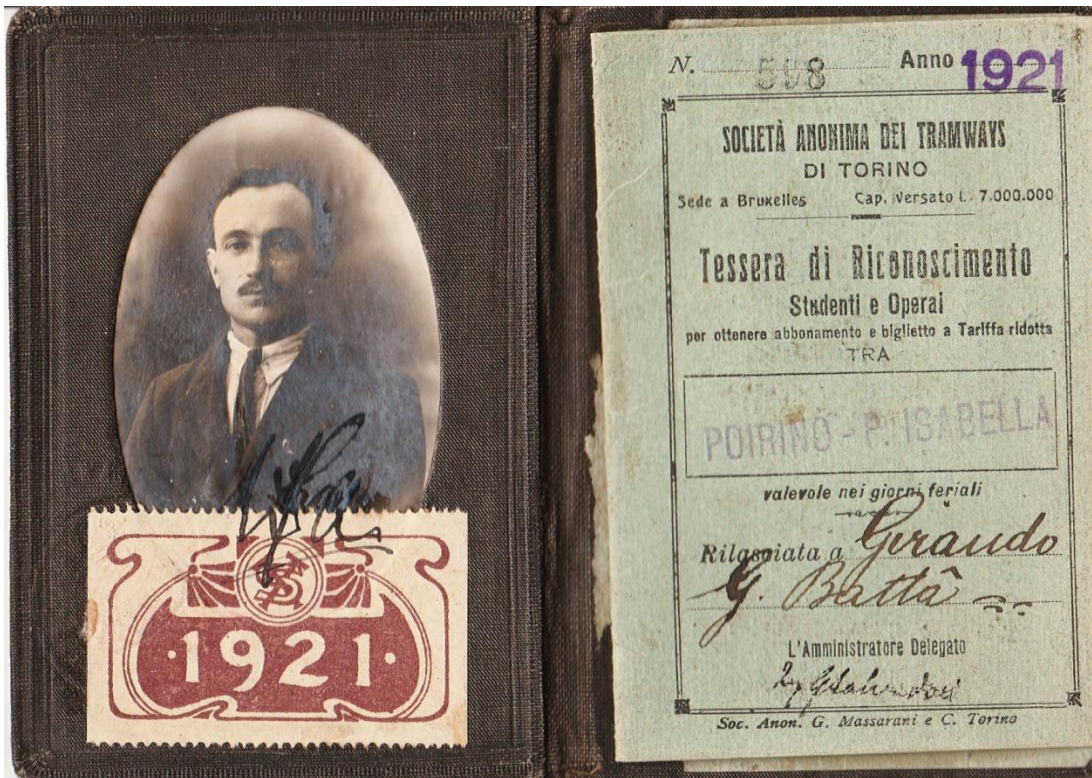 ·1921·
N. 598 Anno 1921
SOCIETÀ ANONIMA DEI TRAMWAYS
DI TORINO
Sede a Bruxelles Cap. Versato L. 7.000.000
Tessera di Riconoscimento
Studenti e Operai
per ottenere abbonamento e biglietto a Tariffa ridotta
TRA
POIRINO - P. ISABELLA
valevole nei giorni feriali
Rilasciata a Geraudo
G. Battâ
L'Amministratore Delegato
Soc. Anon. G. Massarani e C. Torino